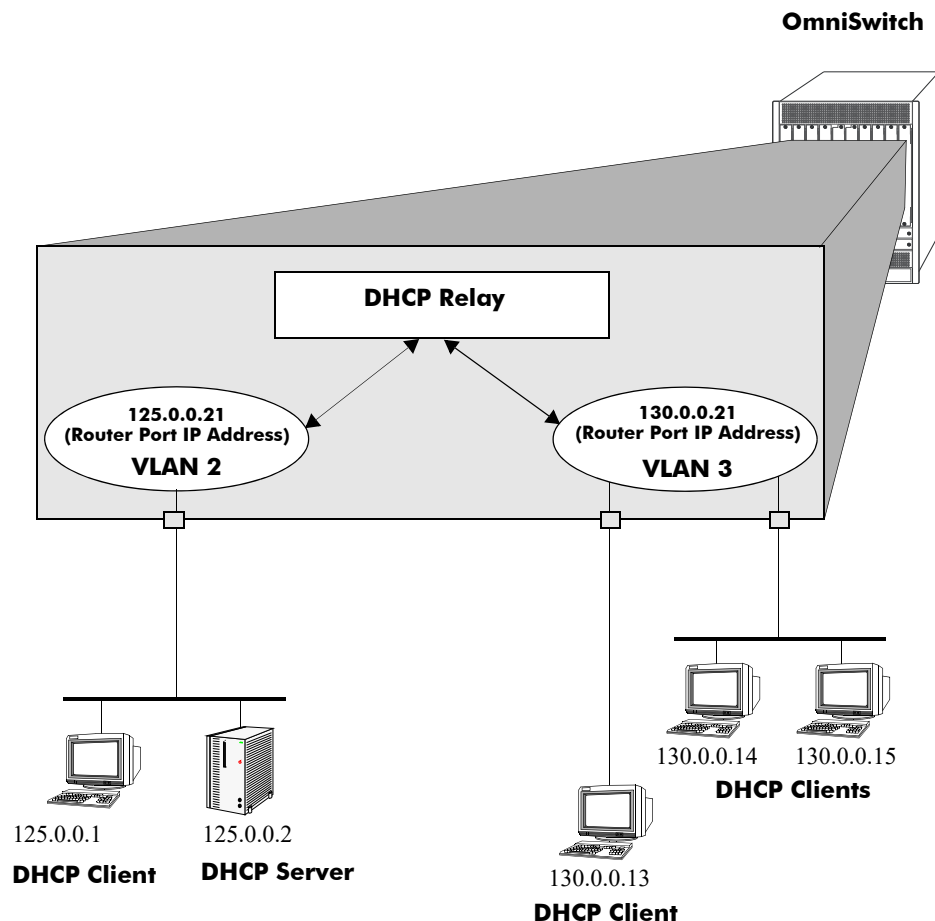 OmniSwitch
DHCP Relay
125.0.0.21
(Router Port IP Address)
VLAN 2
130.0.0.21
(Router Port IP Address)
VLAN 3
130.0.0.14
130.0.0.15
DHCP Clients
125.0.0.1
DHCP Client
125.0.0.2
DHCP Server
130.0.0.13
DHCP Client